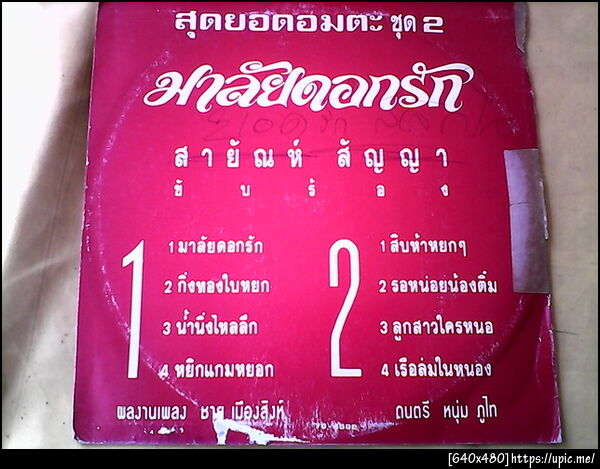 สุดยอดอมตะ ชุด 2
มาลัยดอกรัก
สายัณห์ สัญญา
ขับร้อง
1
1 มาลัยดอกรัก
2 กิ่งทองใบหยก
3 น้ำนิ่งไหลลึก
4 หยิกแกมหยอก
2
1 สิบห้าหยกๆ
2 รอหน่อยน้องติ๋ม
3 ลูกสาวใครหนอ
4 เรือล่มในหนอง
ผลงานเพลง ชาย เมืองสิงห์
ดนตรี หนุ่ม ภูไท
[640x480]https://upic.me/